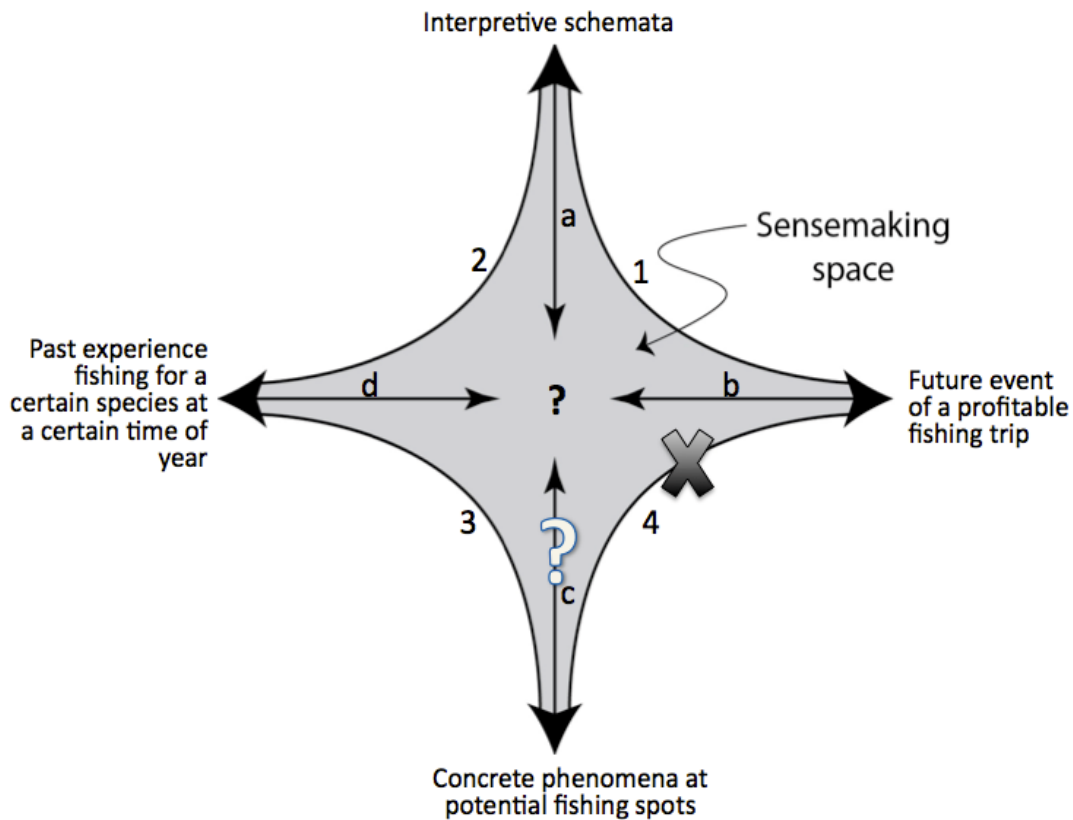 Interpretive schemata
a
Sensemaking
space
2
1
Past experience
fishing for a
certain species at
a certain time of
year
d
?
b
Future event
of a profitable
fishing trip
X
3
?
4
c
Concrete phenomena at
potential fishing spots